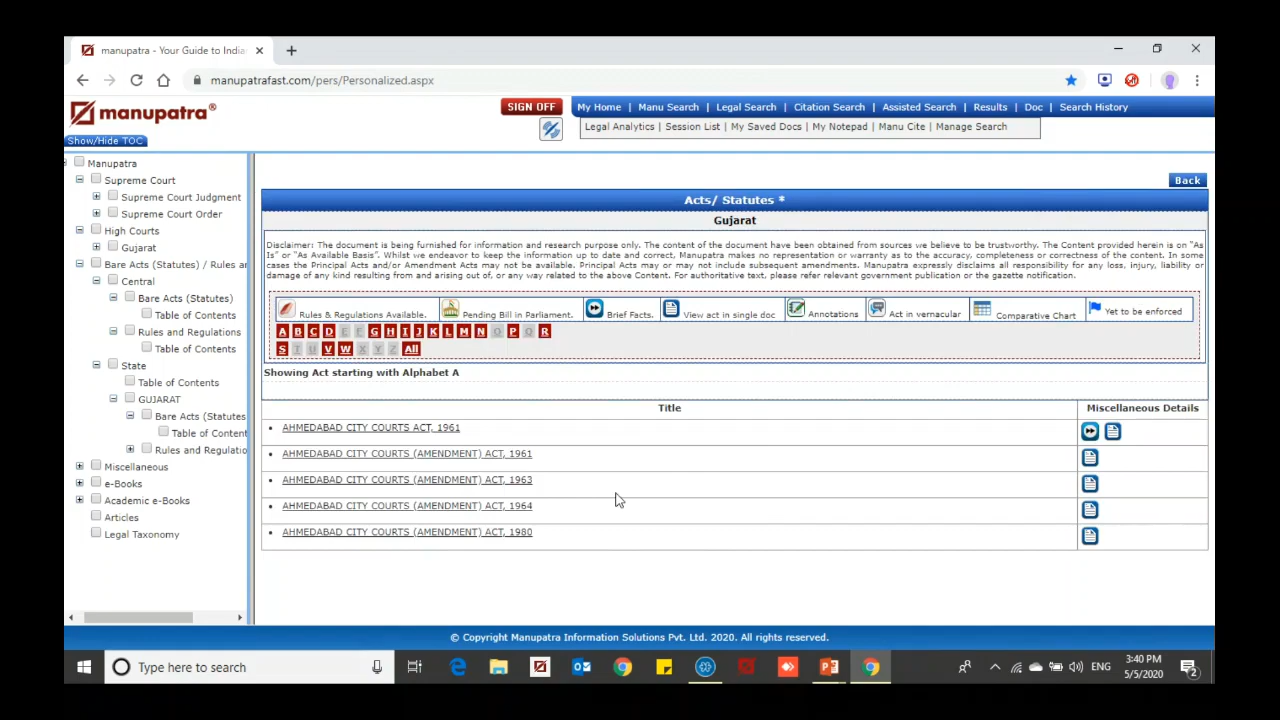 manupatra - Your Guide to India
manupatrafast.com/pers/Personalized.aspx
manupatra®
SIGN OFF
My Home | Manu Search | Legal Search | Citation Search | Assisted Search | Results | Doc | Search History
Legal Analytics | Session List | My Saved Docs | My Notepad | Manu Cite | Manage Search
Show/Hide TOC
Manupatra
Supreme Court
Supreme Court Judgment
Supreme Court Order
High Courts
Gujarat
Bare Acts (Statutes) / Rules ar
Central
Bare Acts (Statutes)
Table of Contents
Rules and Regulations
Table of Contents
State
Table of Contents
GUJARAT
Bare Acts (Statutes
Table of Content
Rules and Regulatio
Miscellaneous
e-Books
Academic e-Books
Articles
Legal Taxonomy
Back
Acts/ Statutes *
Gujarat
Disclaimer: The document is being furnished for information and research purpose only. The content of the document have been obtained from sources we believe to be trustworthy. The Content provided herein is on "As
Is" or "As Available Basis". Whilst we endeavor to keep the information up to date and correct, Manupatra makes no representation or warranty as to the accuracy, completeness or correctness of the content. In some
cases the Principal Acts and/or Amendment Acts may not be available. Principal Acts may or may not include subsequent amendments. Manupatra expressly disclaims all responsibility for any loss, injury, liability or
damage of any kind resulting from and arising out of, or any way related to the above Content. For authoritative text, please refer relevant government publication or the gazette notification.
Rules & Regulations Available. Pending Bill in Parliament. Brief Facts. View act in single doc Annotations Act in vernacular Comparative Chart Yet to be enforced
A B C D E F G H I J K L M N O P Q R
S T U V W X Y Z All
Showing Act starting with Alphabet A
Title Miscellaneous Details
• AHMEDABAD CITY COURTS ACT, 1961
• AHMEDABAD CITY COURTS (AMENDMENT) ACT, 1961
• AHMEDABAD CITY COURTS (AMENDMENT) ACT, 1963
• AHMEDABAD CITY COURTS (AMENDMENT) ACT, 1964
• AHMEDABAD CITY COURTS (AMENDMENT) ACT, 1980
© Copyright Manupatra Information Solutions Pvt. Ltd. 2020. All rights reserved.
Type here to search
ENG
3:40 PM
5/5/2020
2